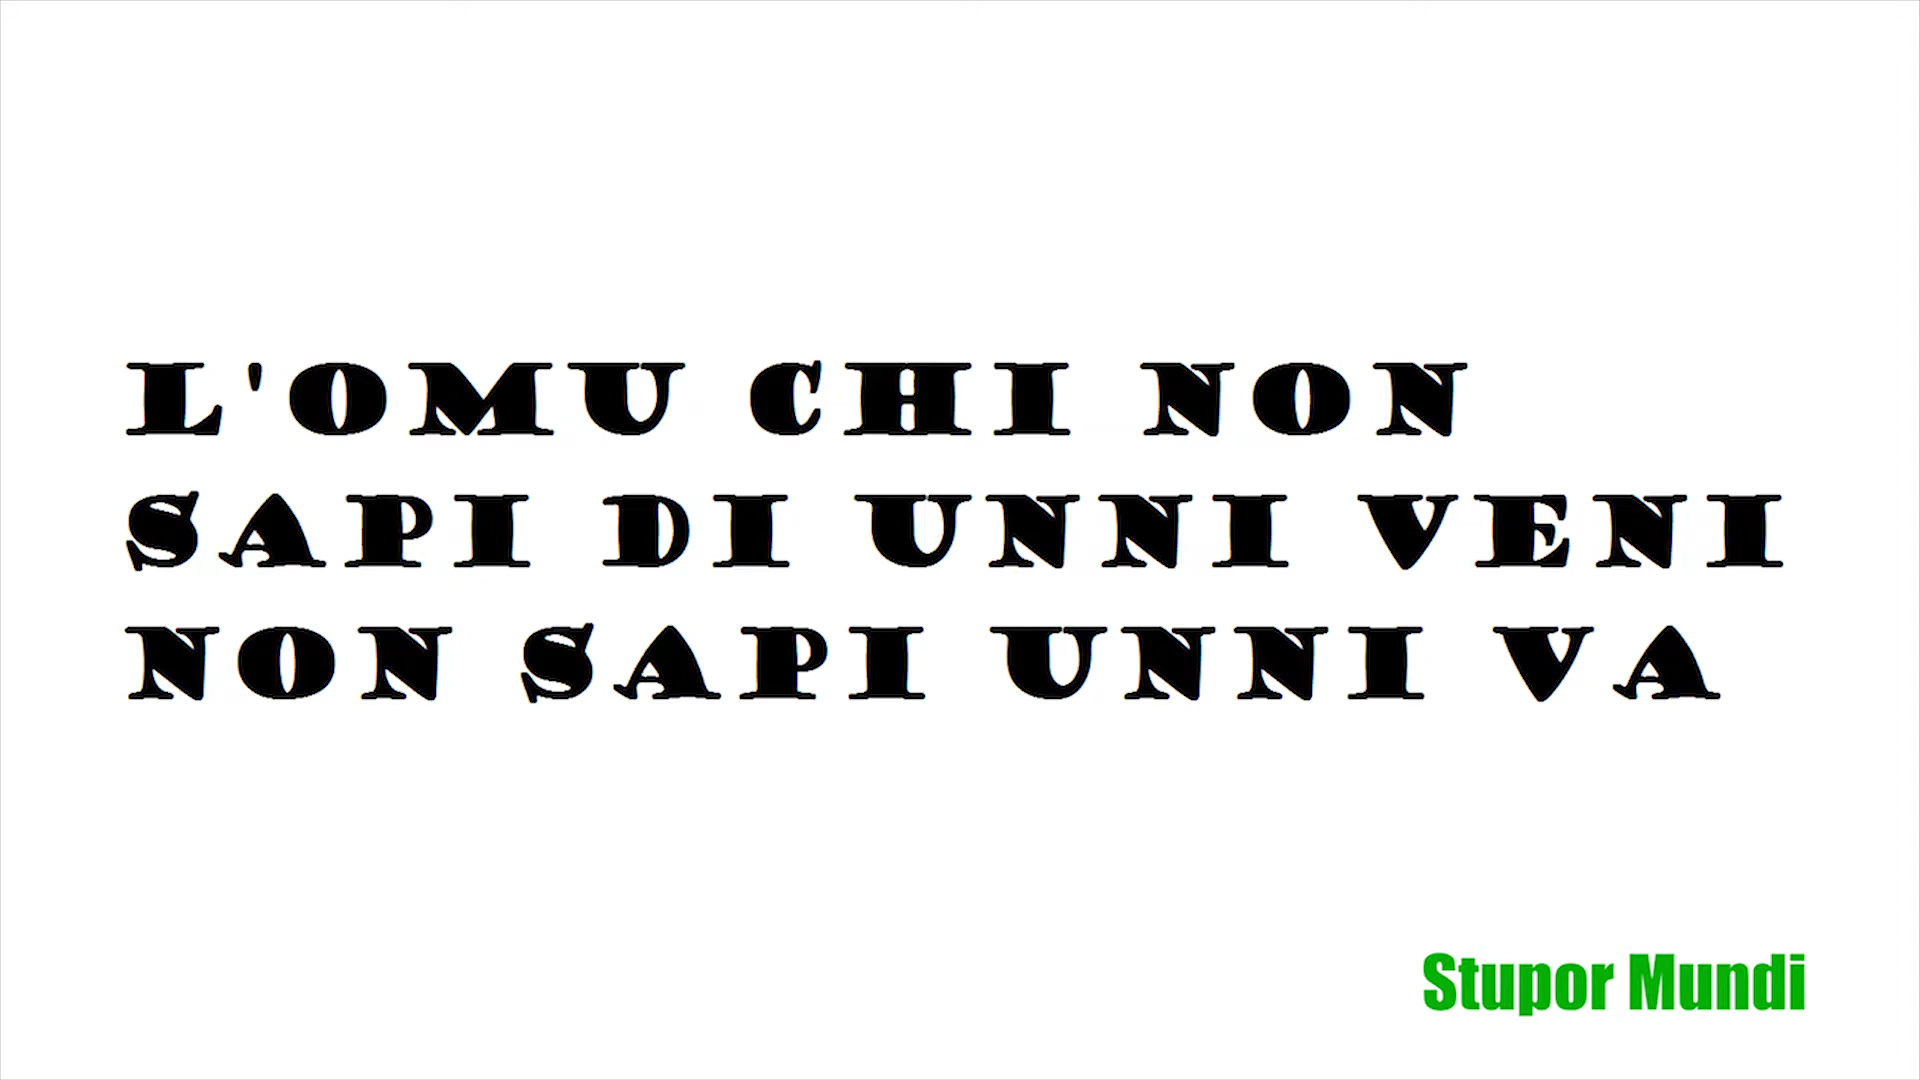 L'OMU CHI NON
SAPI DI UNNI VENI
NON SAPI UNNI VA
Stupor Mundi